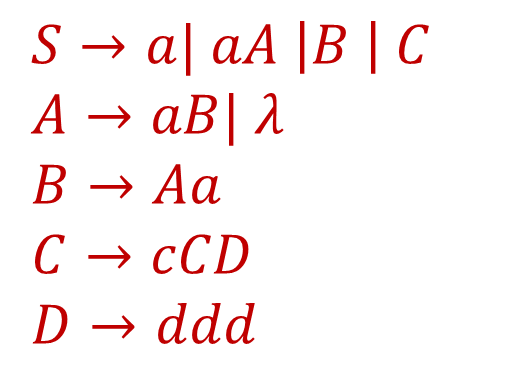 S → a| aA |B | C
A → aB| λ
B → Aa
C → cCD
D → ddd